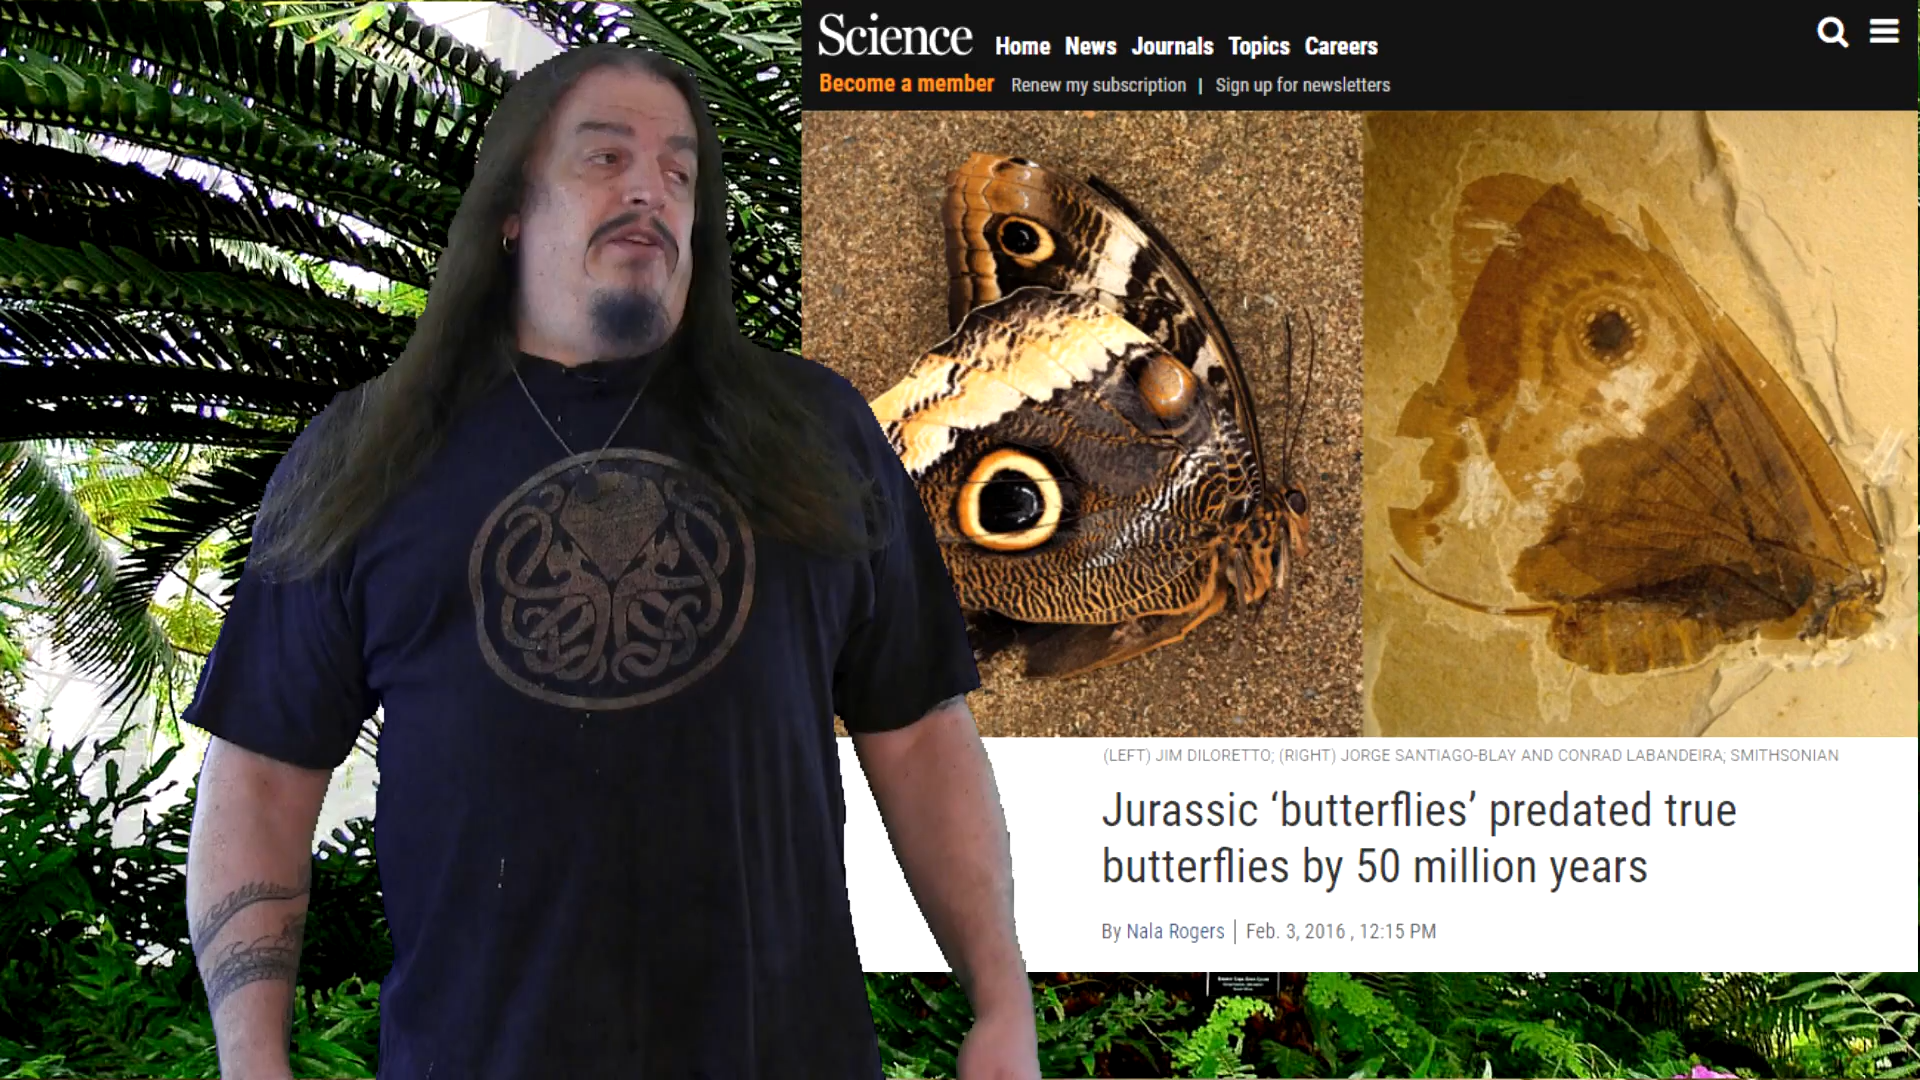 Science
Home News Journals Topics Careers
Become a member Renew my subscription | Sign up for newsletters
(LEFT) JIM DILORETTO; (RIGHT) JORGE SANTIAGO-BLAY AND CONRAD LABANDEIRA; SMITHSONIAN
Jurassic ‘butterflies’ predated true
butterflies by 50 million years
By Nala Rogers | Feb. 3, 2016 , 12:15 PM